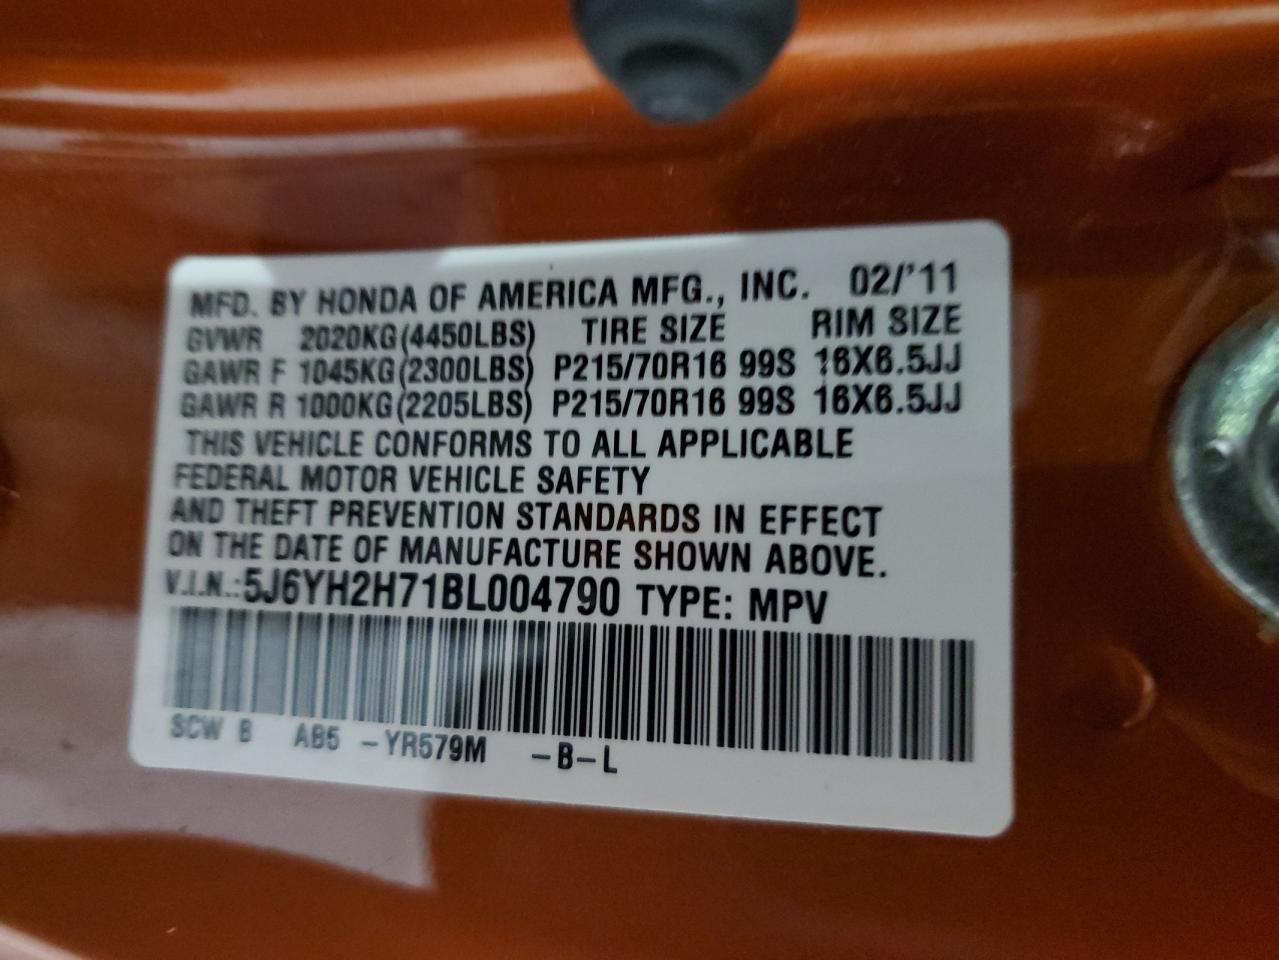 MFD. BY HONDA OF AMERICA MFG., INC. 02/'11
GVWR 2020KG(4450LBS) TIRE SIZE RIM SIZE
GAWR F 1045KG(2300LBS) P215/70R16 99S 16X6.5JJ
GAWR R 1000KG(2205LBS) P215/70R16 99S 16X6.5JJ
THIS VEHICLE CONFORMS TO ALL APPLICABLE
FEDERAL MOTOR VEHICLE SAFETY
AND THEFT PREVENTION STANDARDS IN EFFECT
ON THE DATE OF MANUFACTURE SHOWN ABOVE.
V.I.N.:5J6YH2H71BL004790 TYPE: MPV
SCW B AB5 -YR579M -B-L